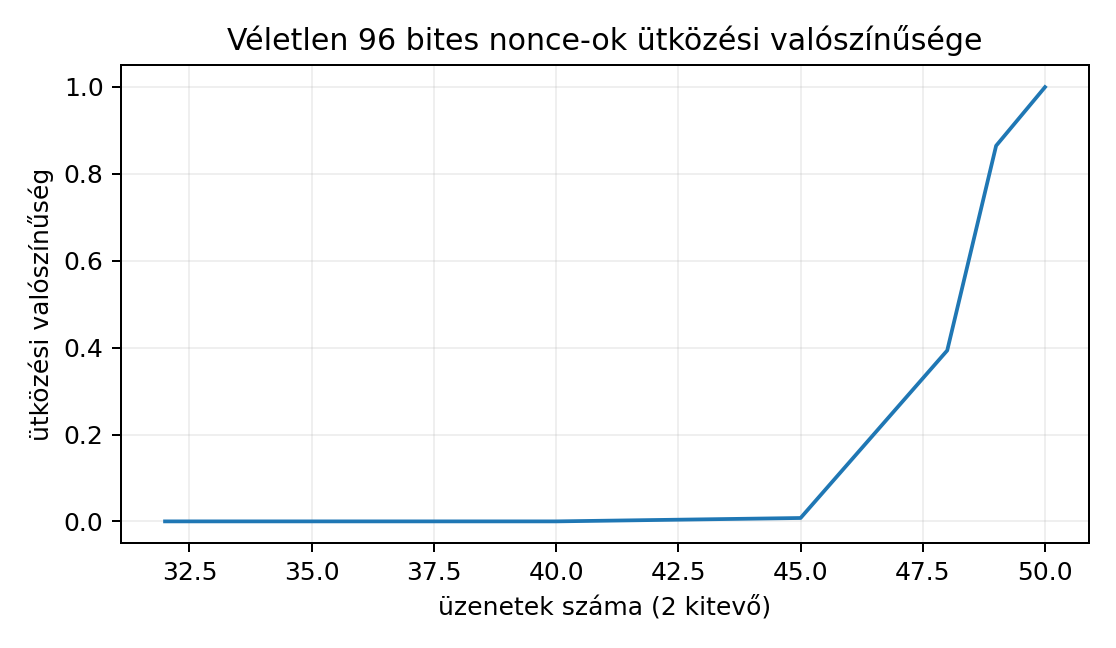 Véletlen 96 bites nonce-ok ütközési valószínűsége
ütközési valószínűség
1.0
0.8
0.6
0.4
0.2
0.0
32.5 35.0 37.5 40.0 42.5 45.0 47.5 50.0
üzenetek száma (2 kitevő)